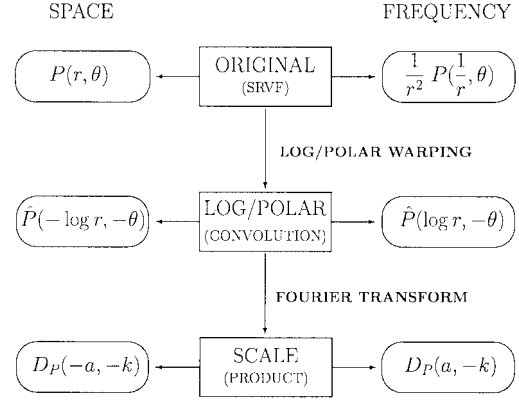 SPACE FREQUENCY
P(r, θ) ORIGINAL (SRVF) 1/r² P(1/r, θ)
LOG/POLAR WARPING
P̂(− log r, −θ) LOG/POLAR (CONVOLUTION) P̂(log r, −θ)
FOURIER TRANSFORM
D_P(−a, −k) SCALE (PRODUCT) D_P(a, −k)